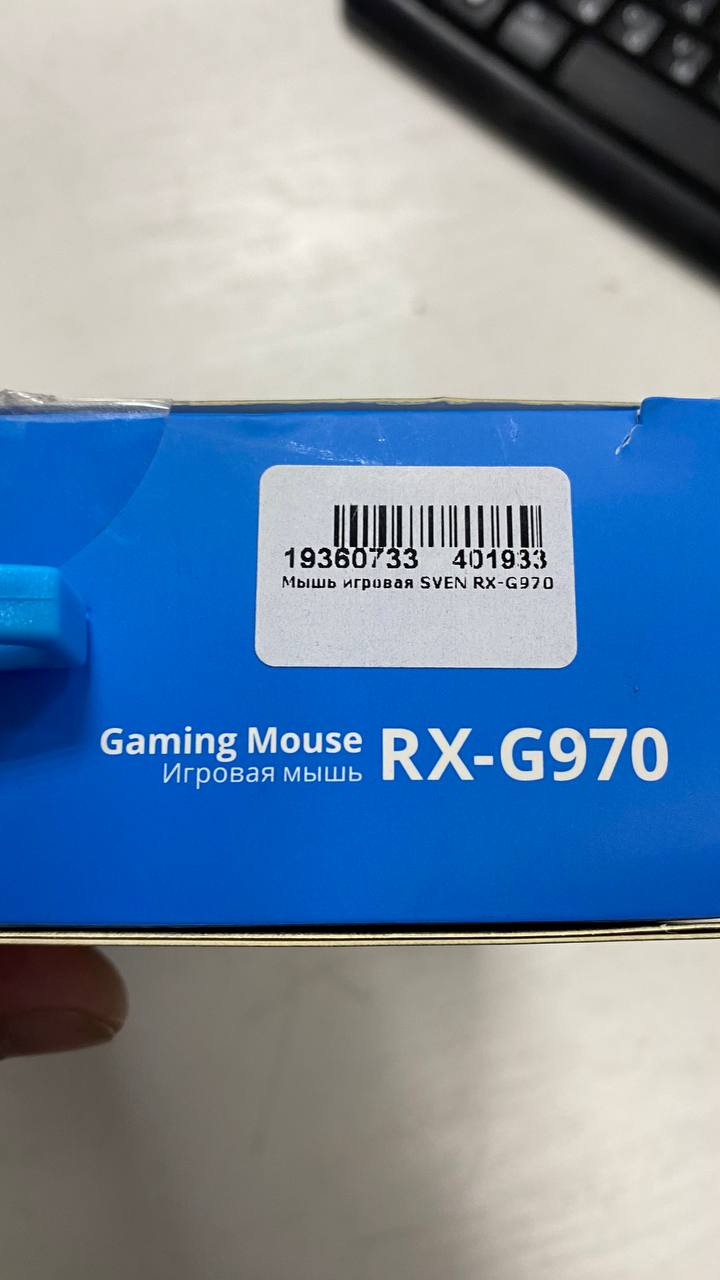 19360733 401933
Мышь игровая SVEN RX-G970
Gaming Mouse RX-G970
Игровая мышь